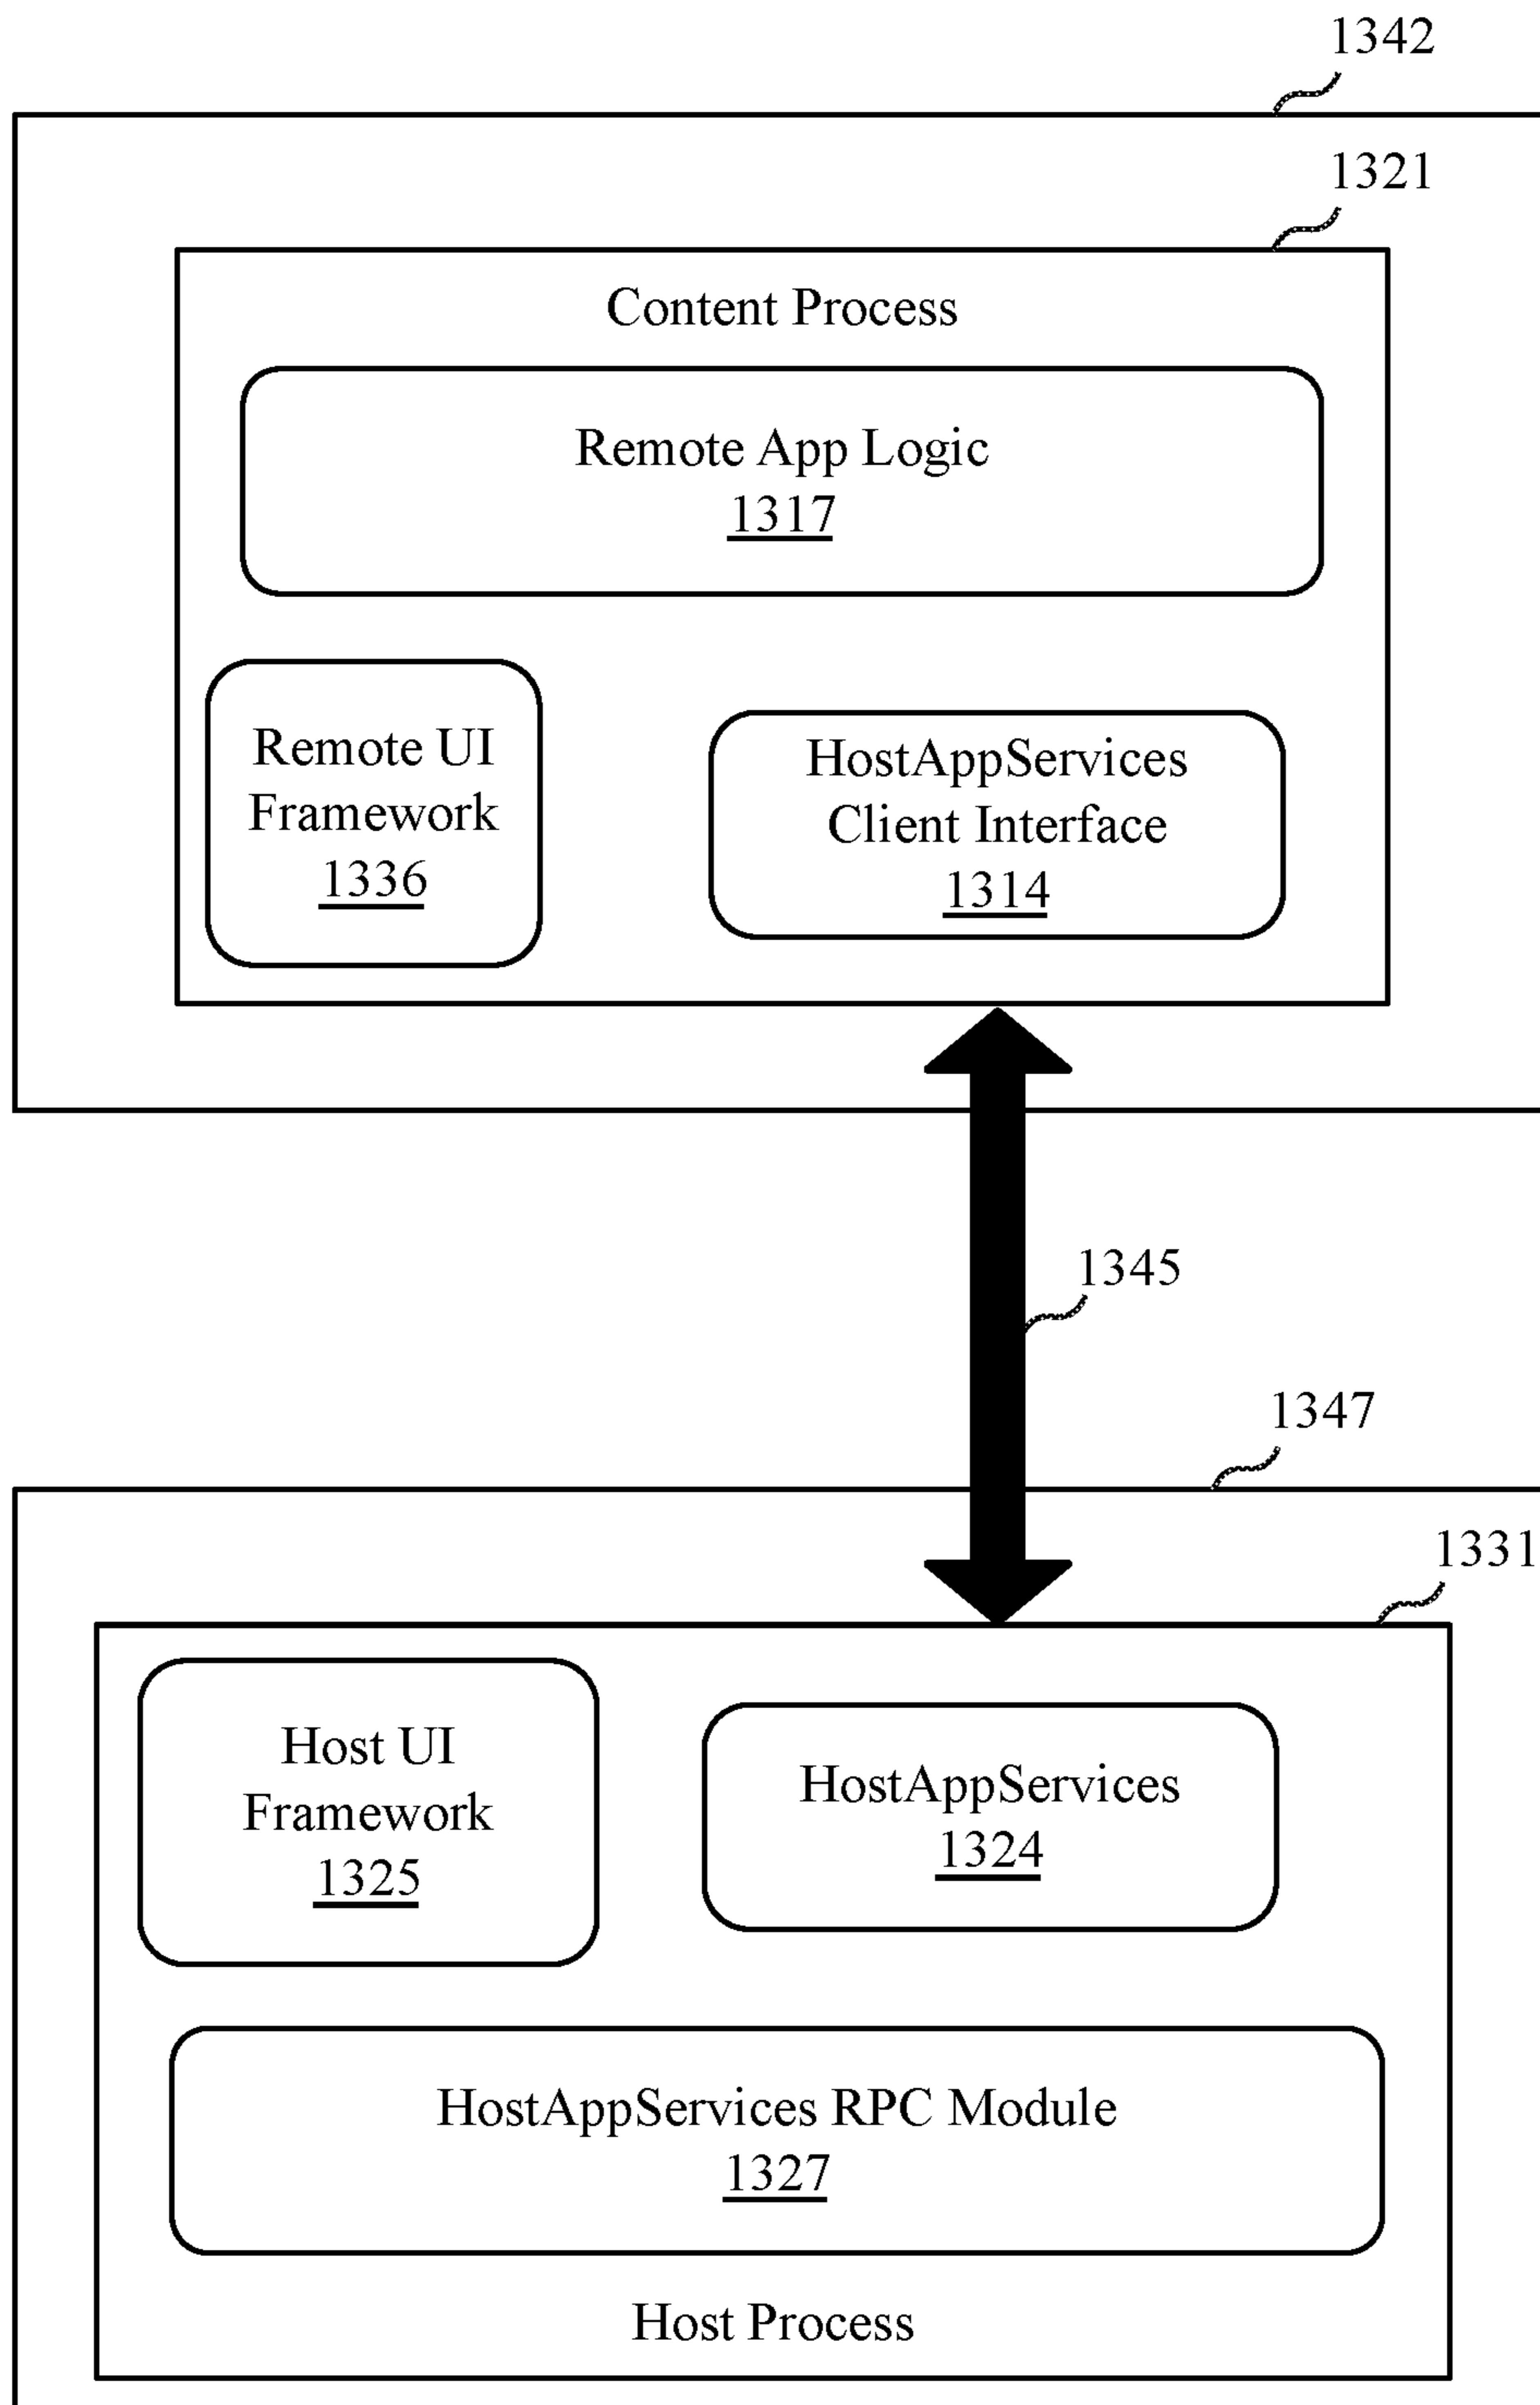 1342
1321
Content Process
Remote App Logic
1317
Remote UI
Framework
1336
HostAppServices
Client Interface
1314
1345
1347
1331
Host UI
Framework
1325
HostAppServices
1324
HostAppServices RPC Module
1327
Host Process